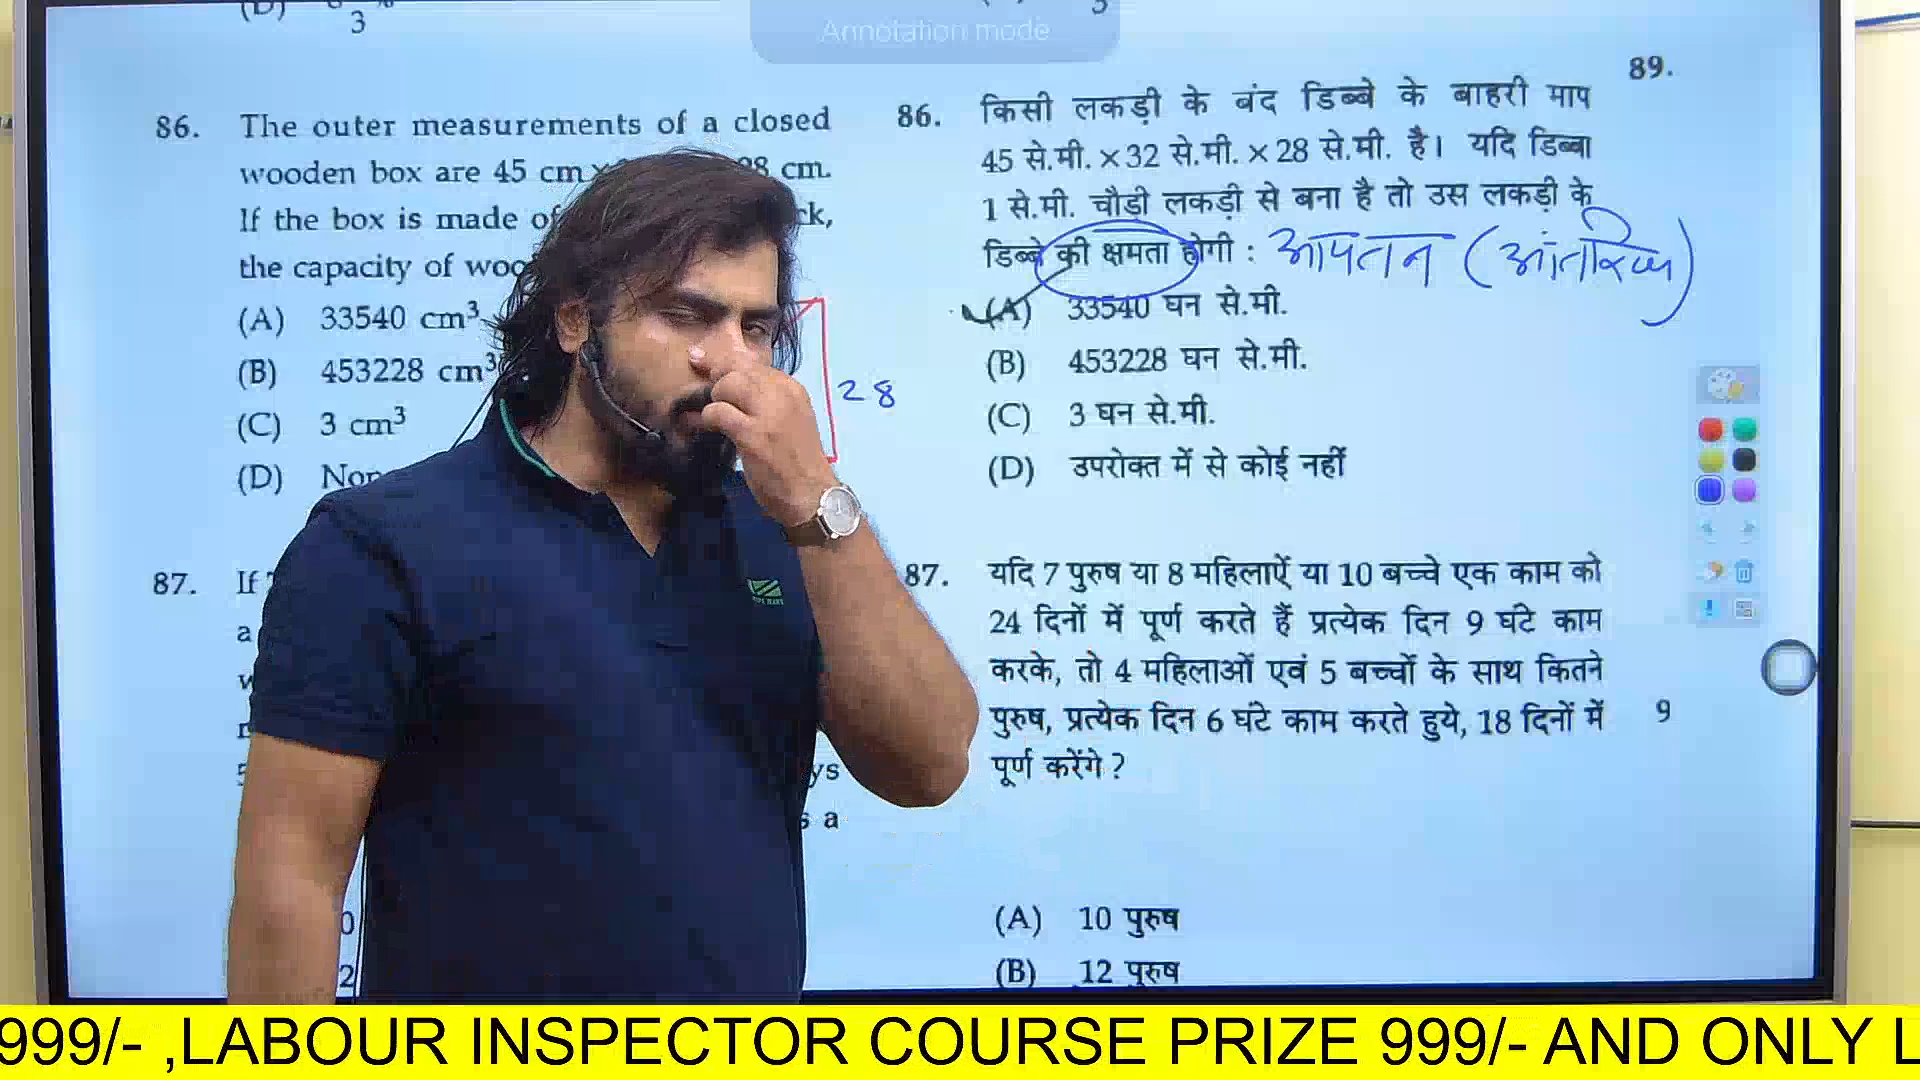 Annotation mode
3
89.
86. The outer measurements of a closed
wooden box are 45 cm 28 cm.
If the box is made of
the capacity of
(A) 33540 cm³
(B) 453228 cm³
(C) 3 cm³
(D)
28
87. If
a
86. किसी लकड़ी के बंद डिब्बे के बाहरी माप
45 से.मी. × 32 से.मी. × 28 से.मी. है। यदि डिब्बा
1 से.मी. चौड़ी लकड़ी से बना है तो उस लकड़ी के
डिब्बे की क्षमता होगी : आयतन (आंतरिक)
(A) 33540 घन से.मी.
(B) 453228 घन से.मी.
(C) 3 घन से.मी.
(D) उपरोक्त में से कोई नहीं
87. यदि 7 पुरुष या 8 महिलाऐं या 10 बच्चे एक काम को
24 दिनों में पूर्ण करते हैं प्रत्येक दिन 9 घंटे काम
करके, तो 4 महिलाओं एवं 5 बच्चों के साथ कितने
पुरुष, प्रत्येक दिन 6 घंटे काम करते हुये, 18 दिनों में
पूर्ण करेंगे ?
(A) 10 पुरुष
(B) 12 पुरुष
9
999/- ,LABOUR INSPECTOR COURSE PRIZE 999/- AND ONLY L